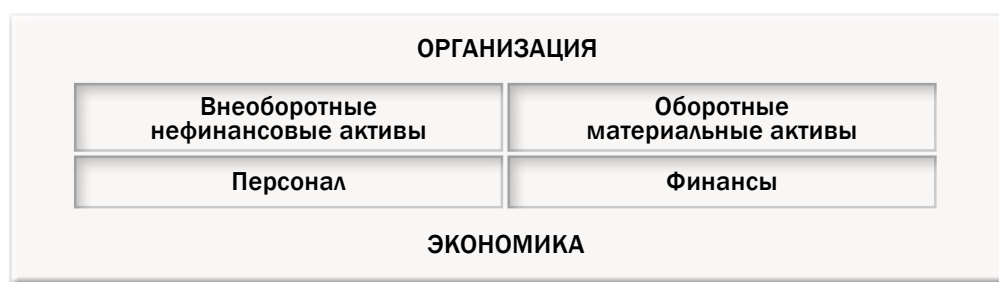 ОРГАНИЗАЦИЯ
Внеоборотные
нефинансовые активы
Оборотные
материальные активы
Персонал
Финансы
ЭКОНОМИКА